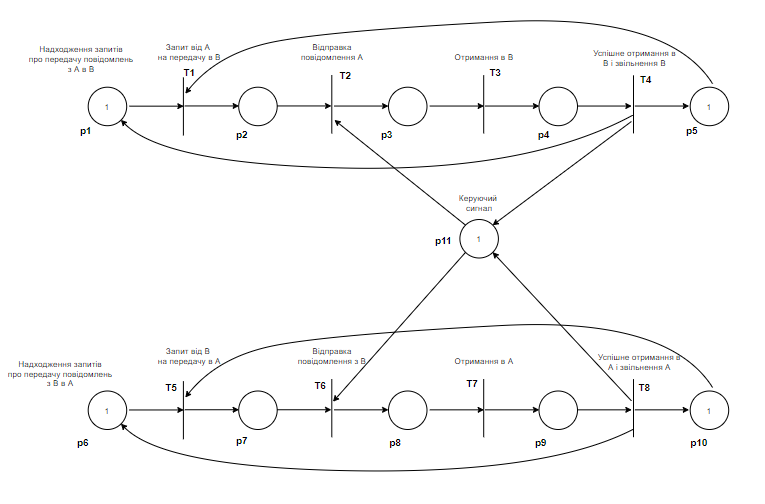 Надходження запитів
про передачу повідомлень
з А в В
Запит від А
на передачу в В
Відправка
повідомлення А
Отримання в В
Успішне отримання в
В і звільнення В
T1
T2
T3
T4
1
1
p1
p2
p3
p4
p5
Керуючий
сигнал
p11
1
Надходження запитів
про передачу повідомлень
з В в А
Запит від В
на передачу в А
Відправка
повідомлення з В
Отримання в А
Успішне отримання в
А і звільнення А
T5
T6
T7
T8
1
1
p6
p7
p8
p9
p10